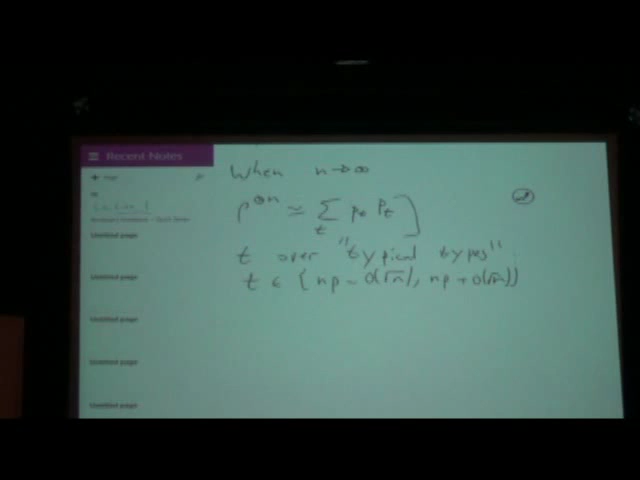 Recent Notes
When n→∞
ρ^{⊗n} ≃ Σ_t p_t P_t
t over "typical types"
t ∈ [np - O(√n), np + O(√n)]
Untitled page
Untitled page
Untitled page
Untitled page
Untitled page